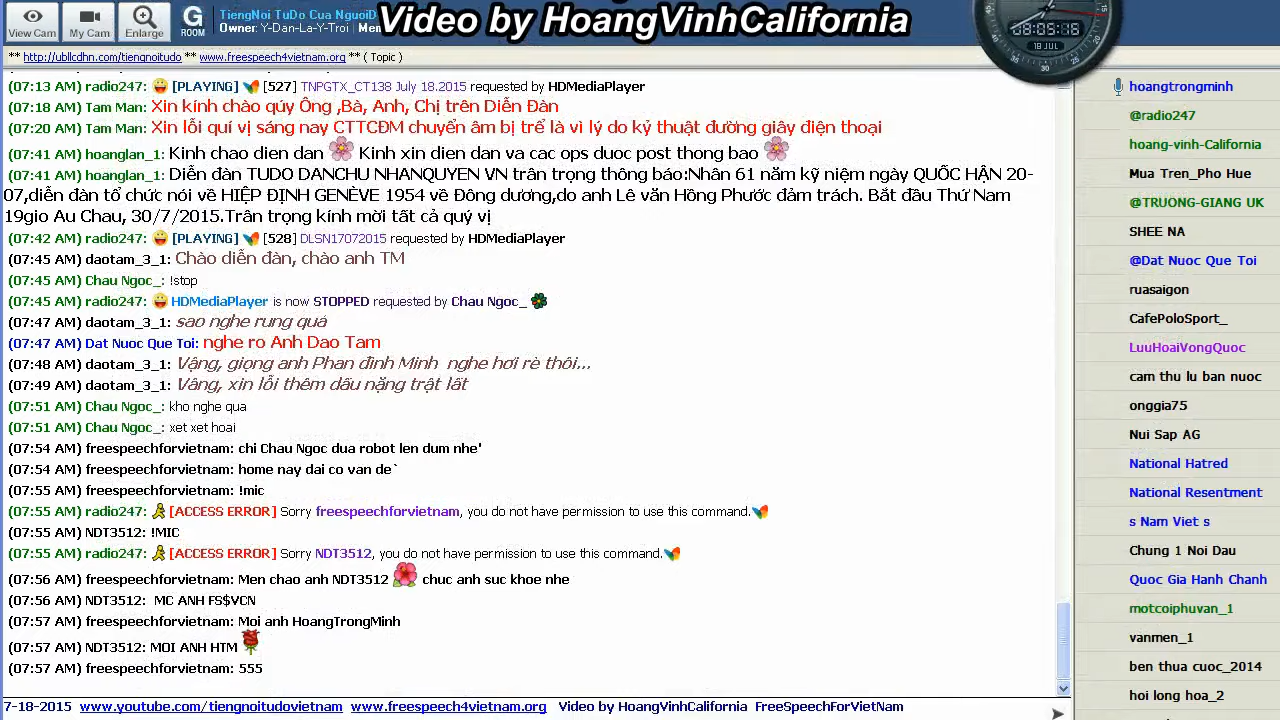 View Cam
My Cam
Enlarge
G
ROOM
TiengNoi TuDo Cua NguoiD
Owner: Y-Dan-La-Y-Troi
Video by HoangVinhCalifornia
08:05:18
18 JUL
** http://ubllcdhn.com/tiengnoitudo ** www.freespeech4vietnam.org ( Topic )
(07:13 AM) radio247: [PLAYING] [527] TNPGTX_CT138 July 18.2015 requested by HDMediaPlayer
(07:18 AM) Tam Man: Xin kính chào qúy Ông ,Bà, Anh, Chị trên Diễn Đàn
(07:20 AM) Tam Man: Xin lỗi quí vị sáng nay CTTCĐM chuyển âm bị trể là vì lý do kỷ thuật đường giây điện thoại
(07:41 AM) hoanglan_1: Kinh chao dien dan Kinh xin dien dan va cac ops duoc post thong bao
(07:41 AM) hoanglan_1: Diễn đàn TUDO DANCHU NHANQUYEN VN trân trọng thông báo:Nhân 61 năm kỹ niệm ngày QUỐC HẬN 20-
07,diễn đàn tổ chức nói về HIỆP ĐỊNH GENÈVE 1954 về Đông dương,do anh Lê văn Hồng Phước đảm trách. Bắt đầu Thứ Nam
19gio Au Chau, 30/7/2015.Trân trọng kính mời tất cả quý vị
(07:42 AM) radio247: [PLAYING] [528] DLSN17072015 requested by HDMediaPlayer
(07:45 AM) daotam_3_1: Chào diễn đàn, chào anh TM
(07:45 AM) Chau Ngoc_: !stop
(07:45 AM) radio247: HDMediaPlayer is now STOPPED requested by Chau Ngoc_
(07:47 AM) daotam_3_1: sao nghe rung quá
(07:47 AM) Dat Nuoc Que Toi: nghe ro Anh Dao Tam
(07:48 AM) daotam_3_1: Vậng, giọng anh Phan đình Minh nghe hơi rè thôi...
(07:49 AM) daotam_3_1: Vâng, xin lỗi thêm dấu nặng trật lất
(07:51 AM) Chau Ngoc_: kho nghe qua
(07:51 AM) Chau Ngoc_: xet xet hoai
(07:54 AM) freespeechforvietnam: chi Chau Ngoc dua robot len dum nhe'
(07:54 AM) freespeechforvietnam: home nay dai co van de`
(07:55 AM) freespeechforvietnam: !mic
(07:55 AM) radio247: [ACCESS ERROR] Sorry freespeechforvietnam, you do not have permission to use this command.
(07:55 AM) NDT3512: !MIC
(07:55 AM) radio247: [ACCESS ERROR] Sorry NDT3512, you do not have permission to use this command.
(07:56 AM) freespeechforvietnam: Men chao anh NDT3512 chuc anh suc khoe nhe
(07:56 AM) NDT3512: MC ANH FS$VCN
(07:57 AM) freespeechforvietnam: Moi anh HoangTrongMinh
(07:57 AM) NDT3512: MOI ANH HTM
(07:57 AM) freespeechforvietnam: 555
hoangtrongminh
@radio247
hoang-vinh-California
Mua Tren_Pho Hue
@TRUONG-GIANG UK
SHEE NA
@Dat Nuoc Que Toi
ruasaigon
CafePoloSport_
LuuHoaiVongQuoc
cam thu lu ban nuoc
onggia75
Nui Sap AG
National Hatred
National Resentment
s Nam Viet s
Chung 1 Noi Dau
Quoc Gia Hanh Chanh
motcoiphuvan_1
vanmen_1
ben thua cuoc_2014
hoi long hoa_2
7-18-2015 www.youtube.com/tiengnoitudovietnam www.freespeech4vietnam.org Video by HoangVinhCalifornia FreeSpeechForVietNam